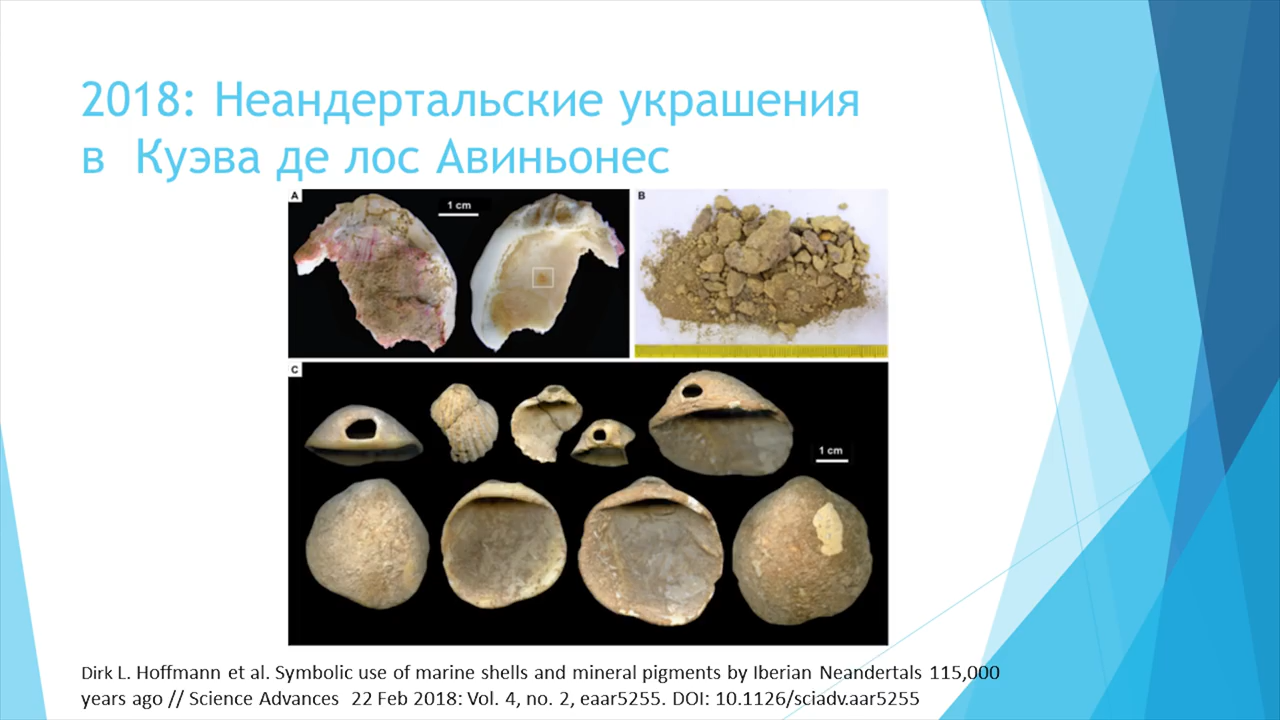 2018: Неандертальские украшения
в Куэва де лос Авиньонес
A
1 cm
B
C
1 cm
Dirk L. Hoffmann et al. Symbolic use of marine shells and mineral pigments by Iberian Neandertals 115,000
years ago // Science Advances 22 Feb 2018: Vol. 4, no. 2, eaar5255. DOI: 10.1126/sciadv.aar5255